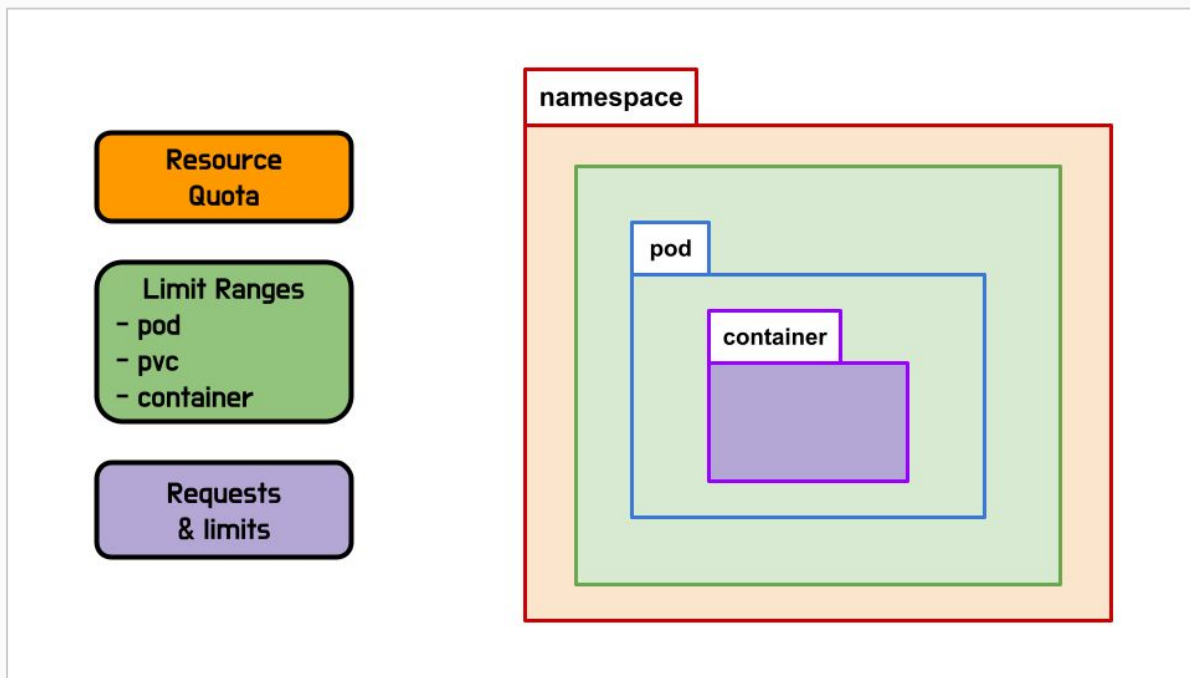 Resource
Quota
Limit Ranges
- pod
- pvc
- container
Requests
& limits
namespace
pod
container